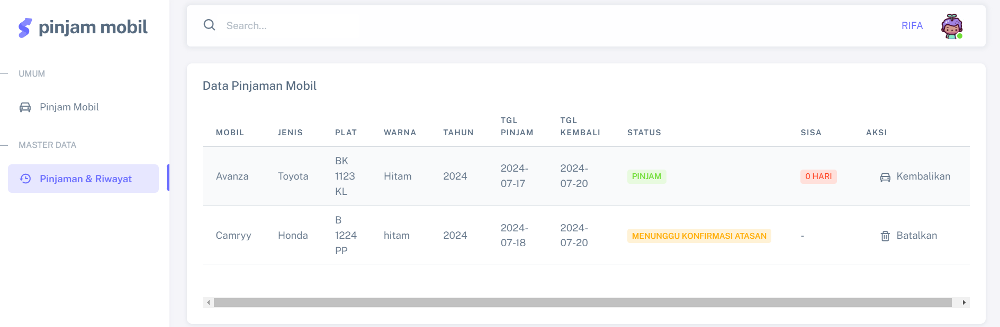 pinjam mobil
Search...
RIFA
UMUM
Pinjam Mobil
MASTER DATA
Pinjaman & Riwayat
Data Pinjaman Mobil
MOBIL JENIS PLAT WARNA TAHUN TGL PINJAM TGL KEMBALI STATUS SISA AKSI
Avanza Toyota BK 1123 KL Hitam 2024 2024-07-17 2024-07-20 PINJAM 0 HARI Kembalikan
Camryy Honda B 1224 PP hitam 2024 2024-07-18 2024-07-20 MENUNGGU KONFIRMASI ATASAN - Batalkan